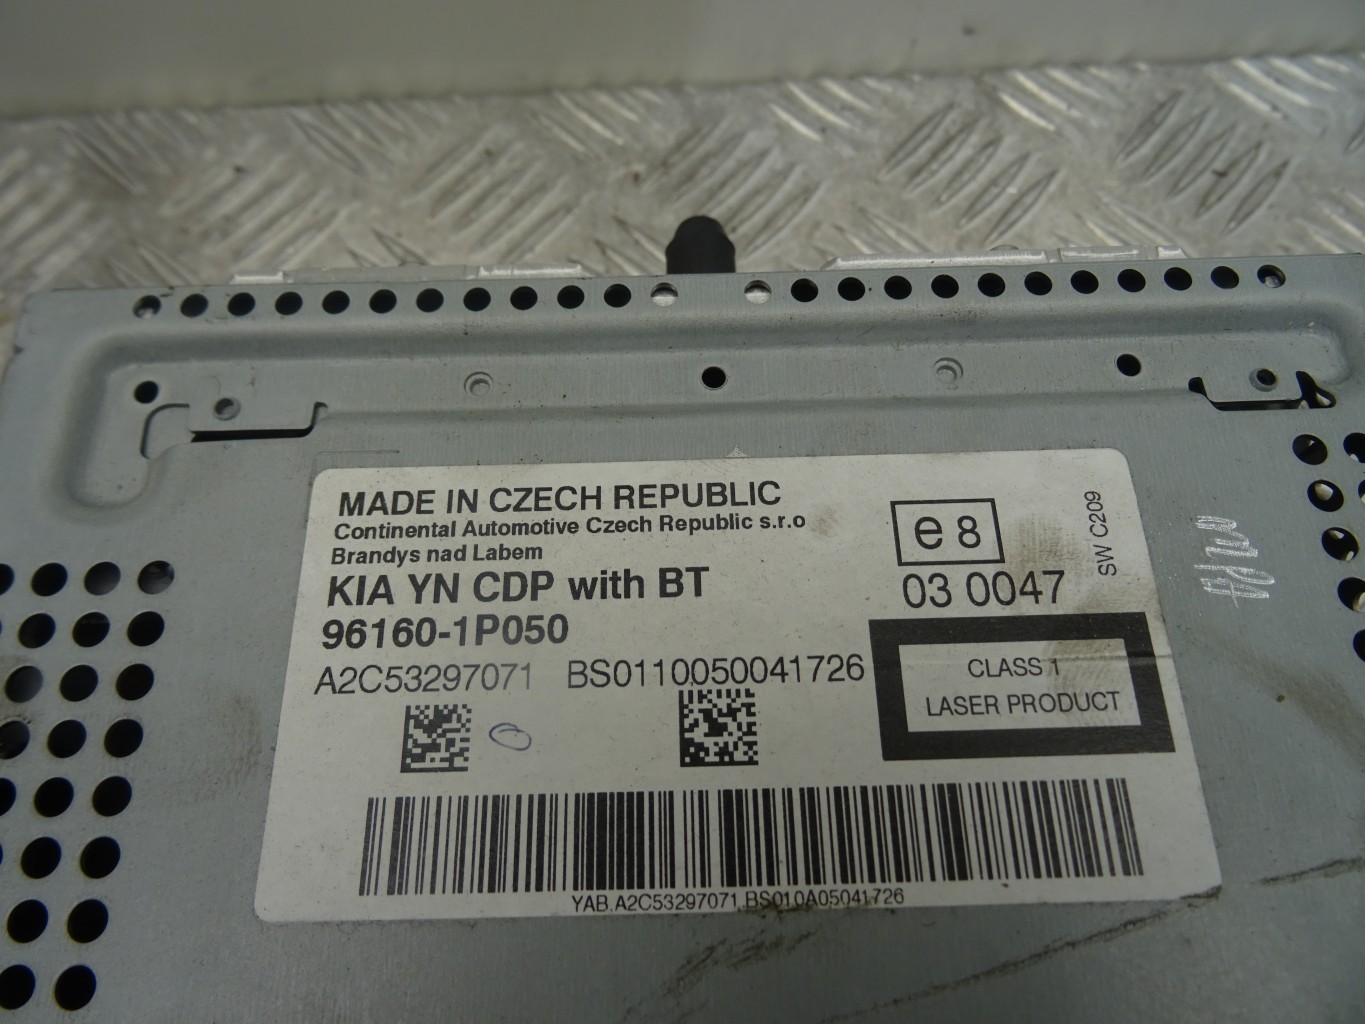 MADE IN CZECH REPUBLIC
Continental Automotive Czech Republic s.r.o
Brandys nad Labem
KIA YN CDP with BT
96160-1P050
A2C53297071 BS0110050041726
e8
03 0047
SW C209
CLASS 1
LASER PRODUCT
YAB.A2C53297071.BS010A05041726